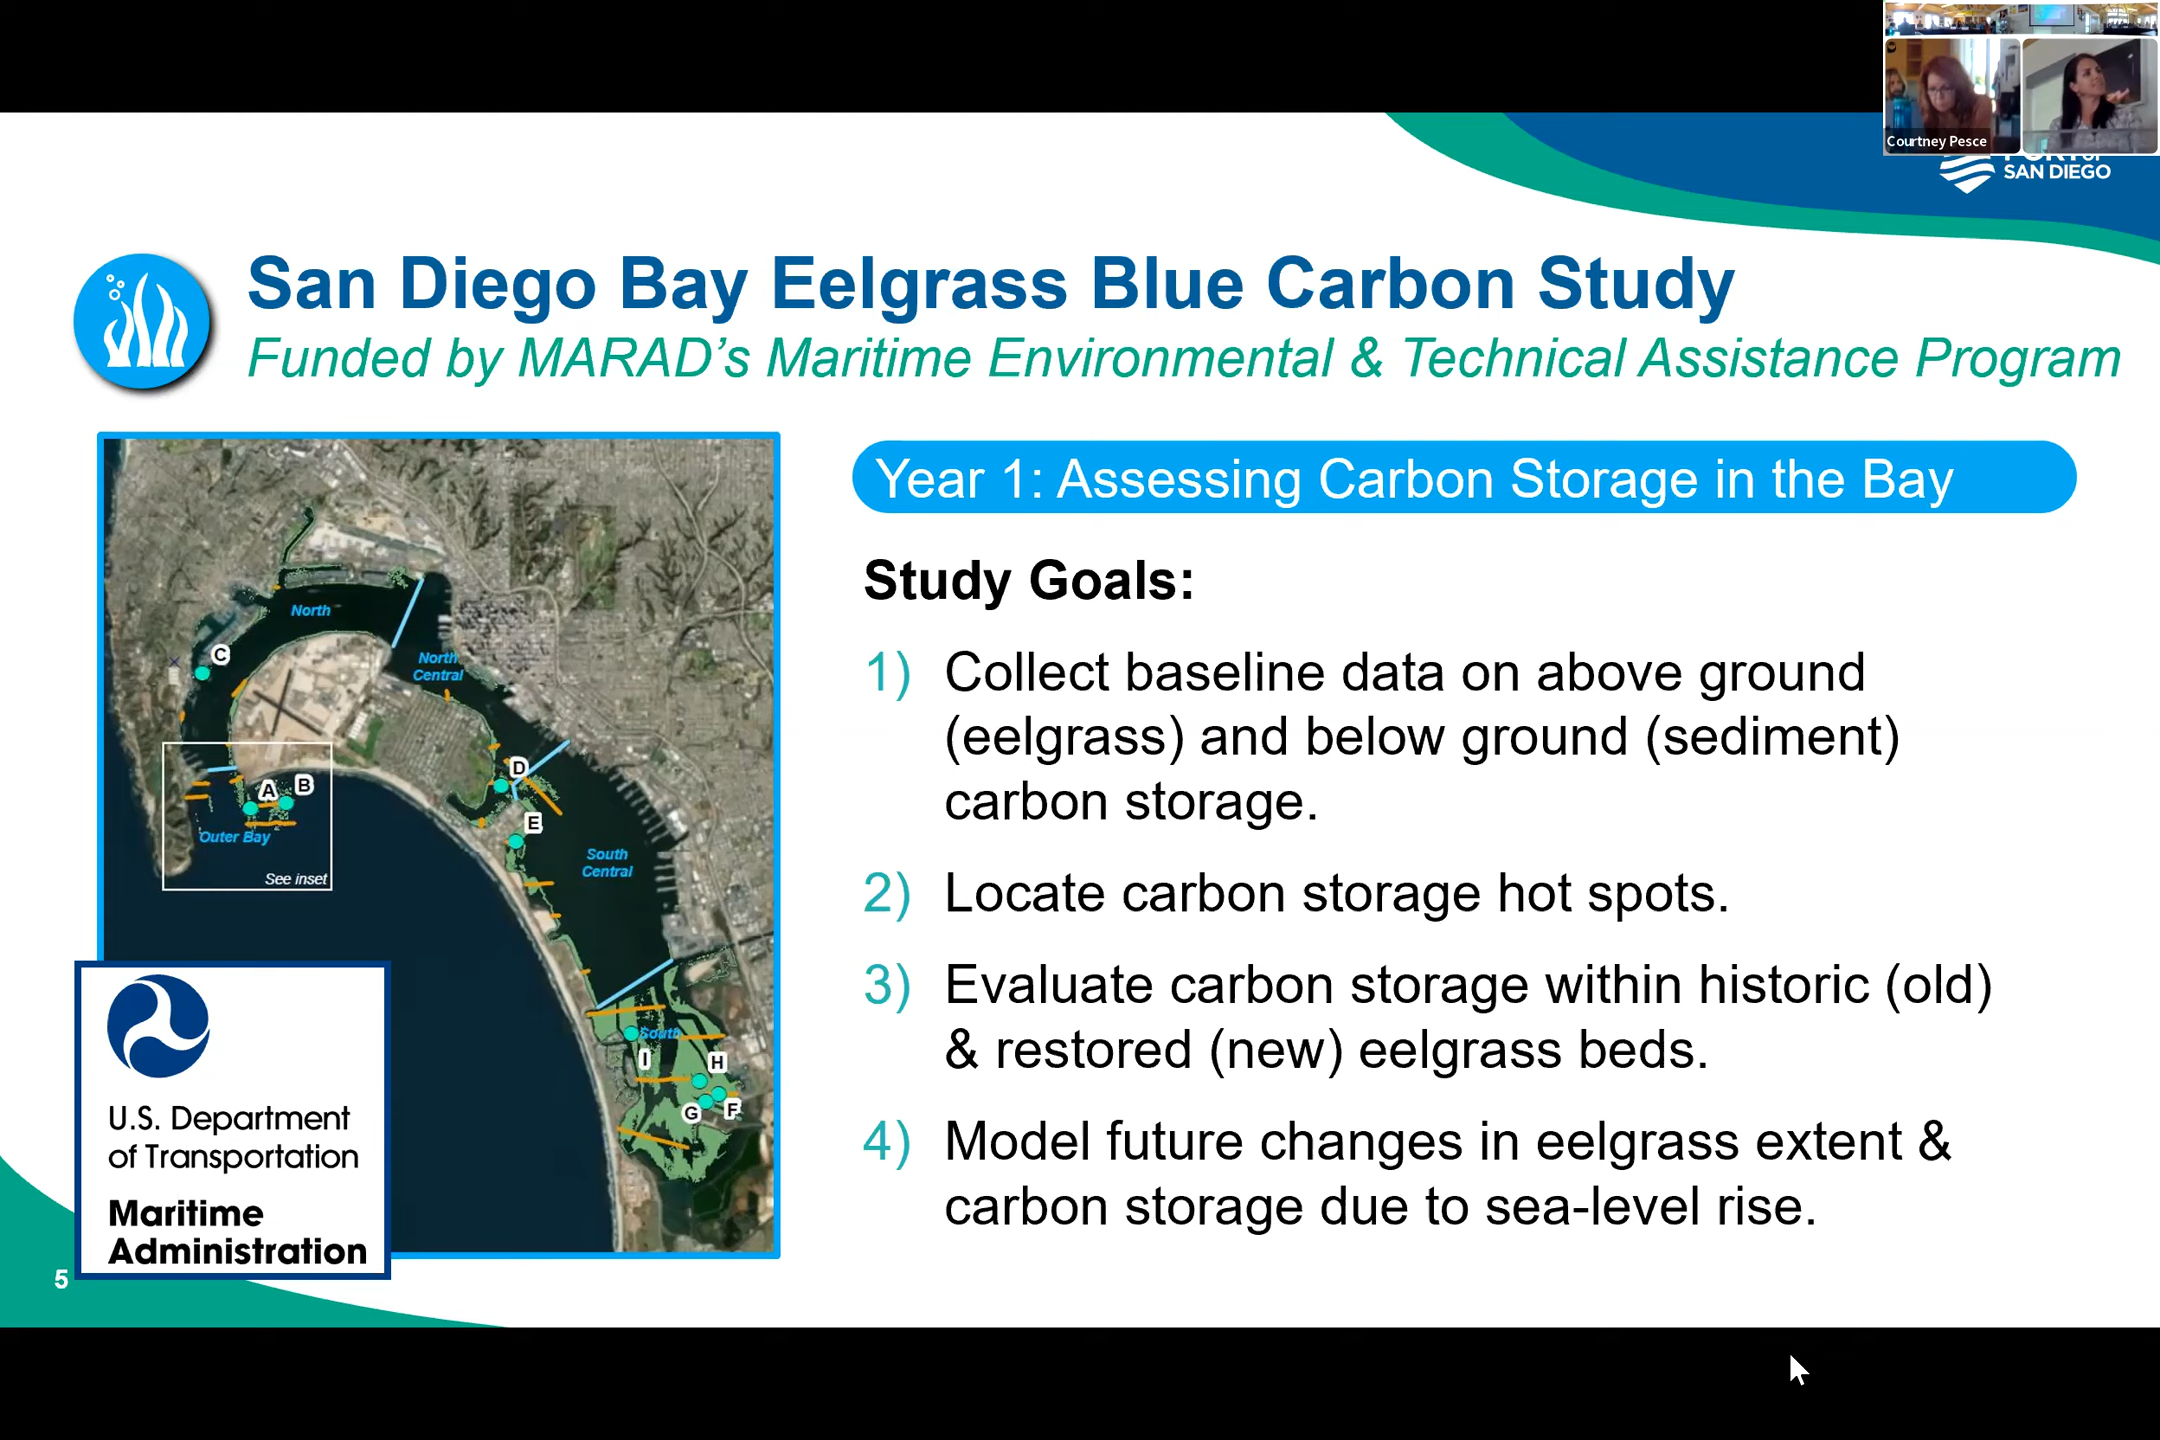 Courtney Pesce
SAN DIEGO
San Diego Bay Eelgrass Blue Carbon Study
Funded by MARAD's Maritime Environmental & Technical Assistance Program
North
C
North
Central
D
A
B
E
Outer Bay
South
Central
See inset
South
I
H
G
F
U.S. Department
of Transportation
Maritime
Administration
5
Year 1: Assessing Carbon Storage in the Bay
Study Goals:
1) Collect baseline data on above ground
(eelgrass) and below ground (sediment)
carbon storage.
2) Locate carbon storage hot spots.
3) Evaluate carbon storage within historic (old)
& restored (new) eelgrass beds.
4) Model future changes in eelgrass extent &
carbon storage due to sea-level rise.